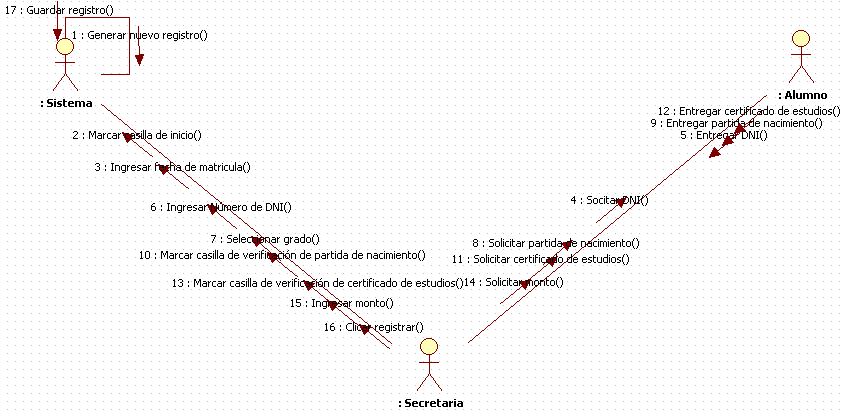 17 : Guardar registro()
1 : Generar nuevo registro()
: Sistema
: Alumno
12 : Entregar certificado de estudios()
9 : Entregar partida de nacimiento()
5 : Entregar DNI()
2 : Marcar casilla de inicio()
3 : Ingresar fecha de matricula()
4 : Socitar DNI()
6 : Ingresar número de DNI()
7 : Seleccionar grado()
8 : Solicitar partida de nacimiento()
10 : Marcar casilla de verificación de partida de nacimiento()
11 : Solicitar certificado de estudios()
13 : Marcar casilla de verificación de certificado de estudios()
14 : Solicitar monto()
15 : Ingresar monto()
16 : Clic en registrar()
: Secretaria